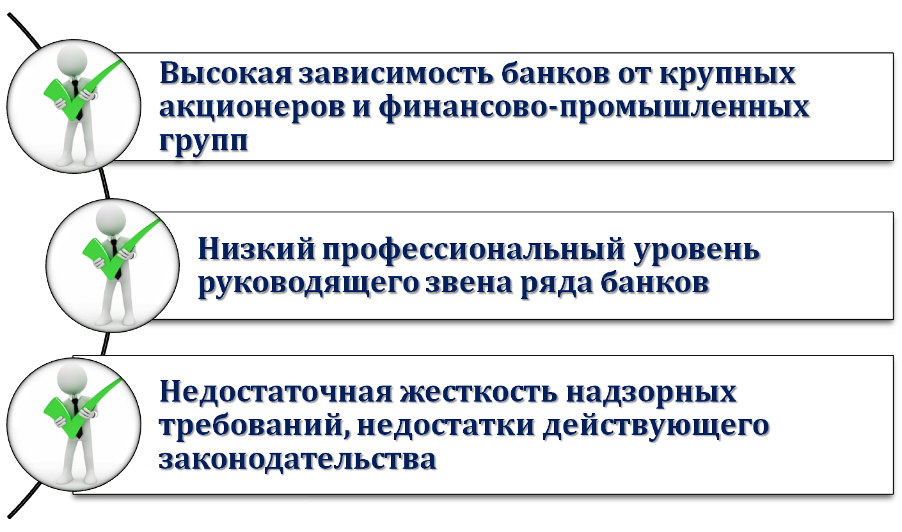 Высокая зависимость банков от крупных
акционеров и финансово-промышленных
групп
Низкий профессиональный уровень
руководящего звена ряда банков
Недостаточная жесткость надзорных
требований, недостатки действующего
законодательства